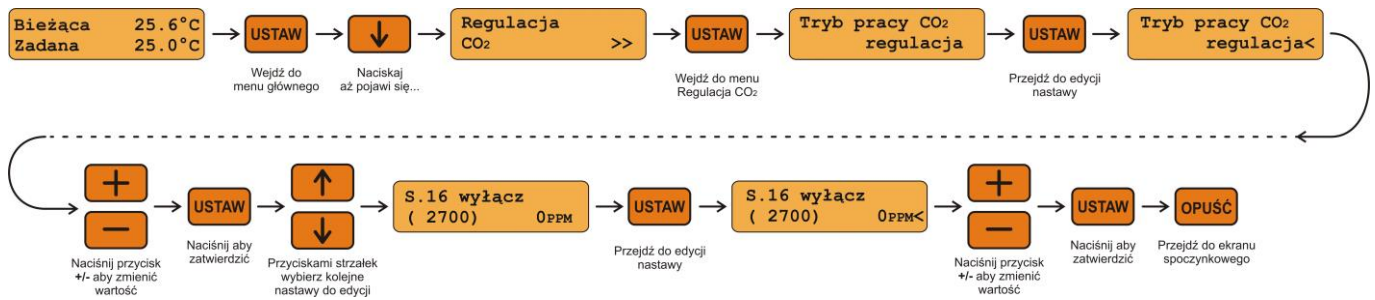 Bieżąca 25.6°C
Zadana 25.0°C
USTAW
Wejdź do
menu głównego
Naciskaj
aż pojawi się...
Regulacja
CO₂ >>
USTAW
Wejdź do menu
Regulacja CO₂
Tryb pracy CO₂
regulacja
USTAW
Przejdź do edycji
nastawy
Tryb pracy CO₂
regulacja<
+
−
Naciśnij przycisk
+/- aby zmienić
wartość
USTAW
Naciśnij aby
zatwierdzić
Przyciskami strzałek
wybierz kolejne
nastawy do edycji
S.16 wyłącz
( 2700) 0PPM
USTAW
Przejdź do edycji
nastawy
S.16 wyłącz
( 2700) 0PPM<
+
−
Naciśnij przycisk
+/- aby zmienić
wartość
USTAW
Naciśnij aby
zatwierdzić
OPUŚĆ
Przejdź do ekranu
spoczynkowego